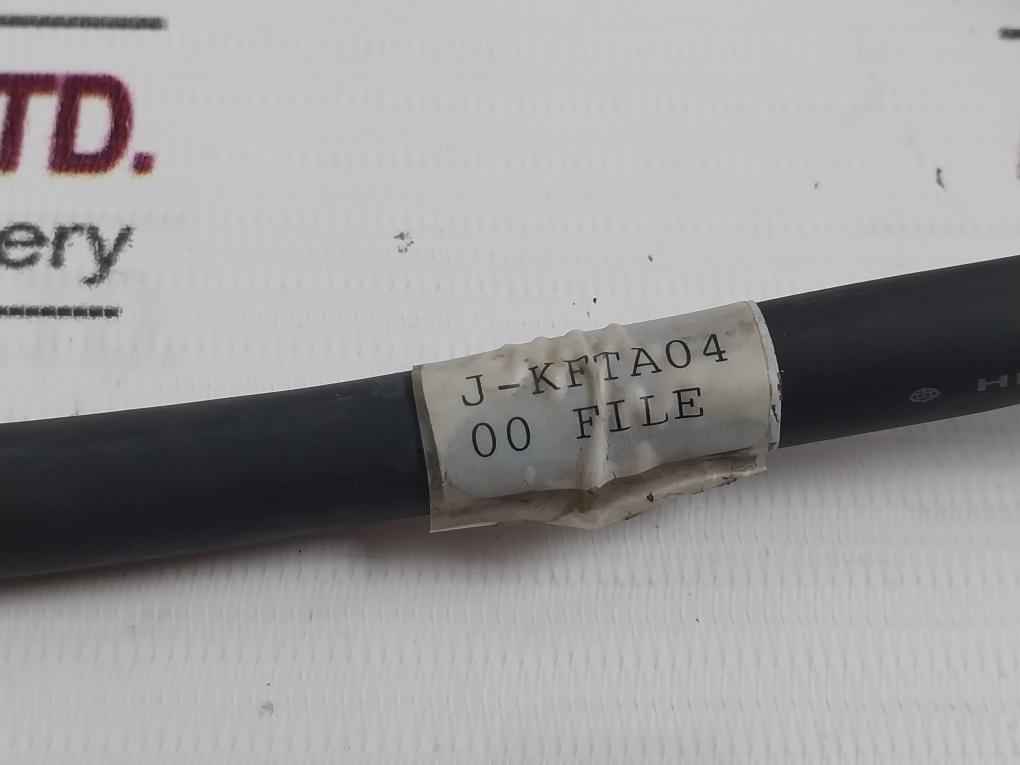 TD.
ery
J-KFTA04
00 FILE
H